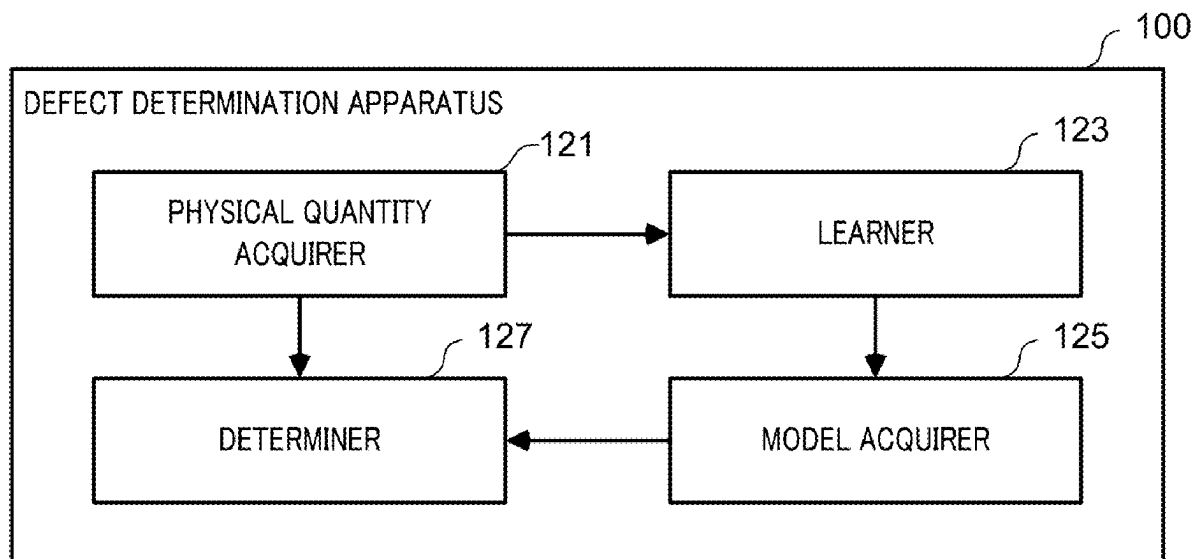 100
DEFECT DETERMINATION APPARATUS
121
123
PHYSICAL QUANTITY
ACQUIRER
LEARNER
127
125
DETERMINER
MODEL ACQUIRER